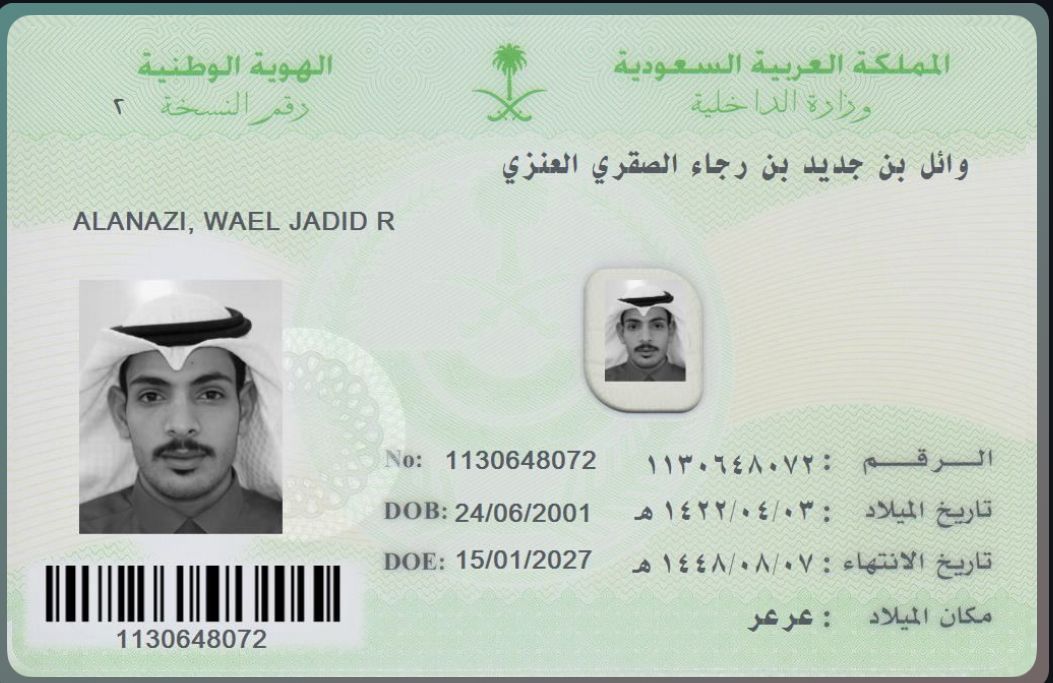 المملكة العربية السعودية
الهوية الوطنية
وزارة الداخلية
رقم النسخة ٢
وائل بن جديد بن رجاء الصقري العنزي
ALANAZI, WAEL JADID R
الـــرقـــم : ١١٣٠٦٤٨٠٧٢
No: 1130648072
تاريخ الميلاد : ١٤٢٢/٠٤/٠٣ هـ
DOB: 24/06/2001
تاريخ الانتهاء : ١٤٤٨/٠٨/٠٧ هـ
DOE: 15/01/2027
مكان الميلاد : عرعر
1130648072